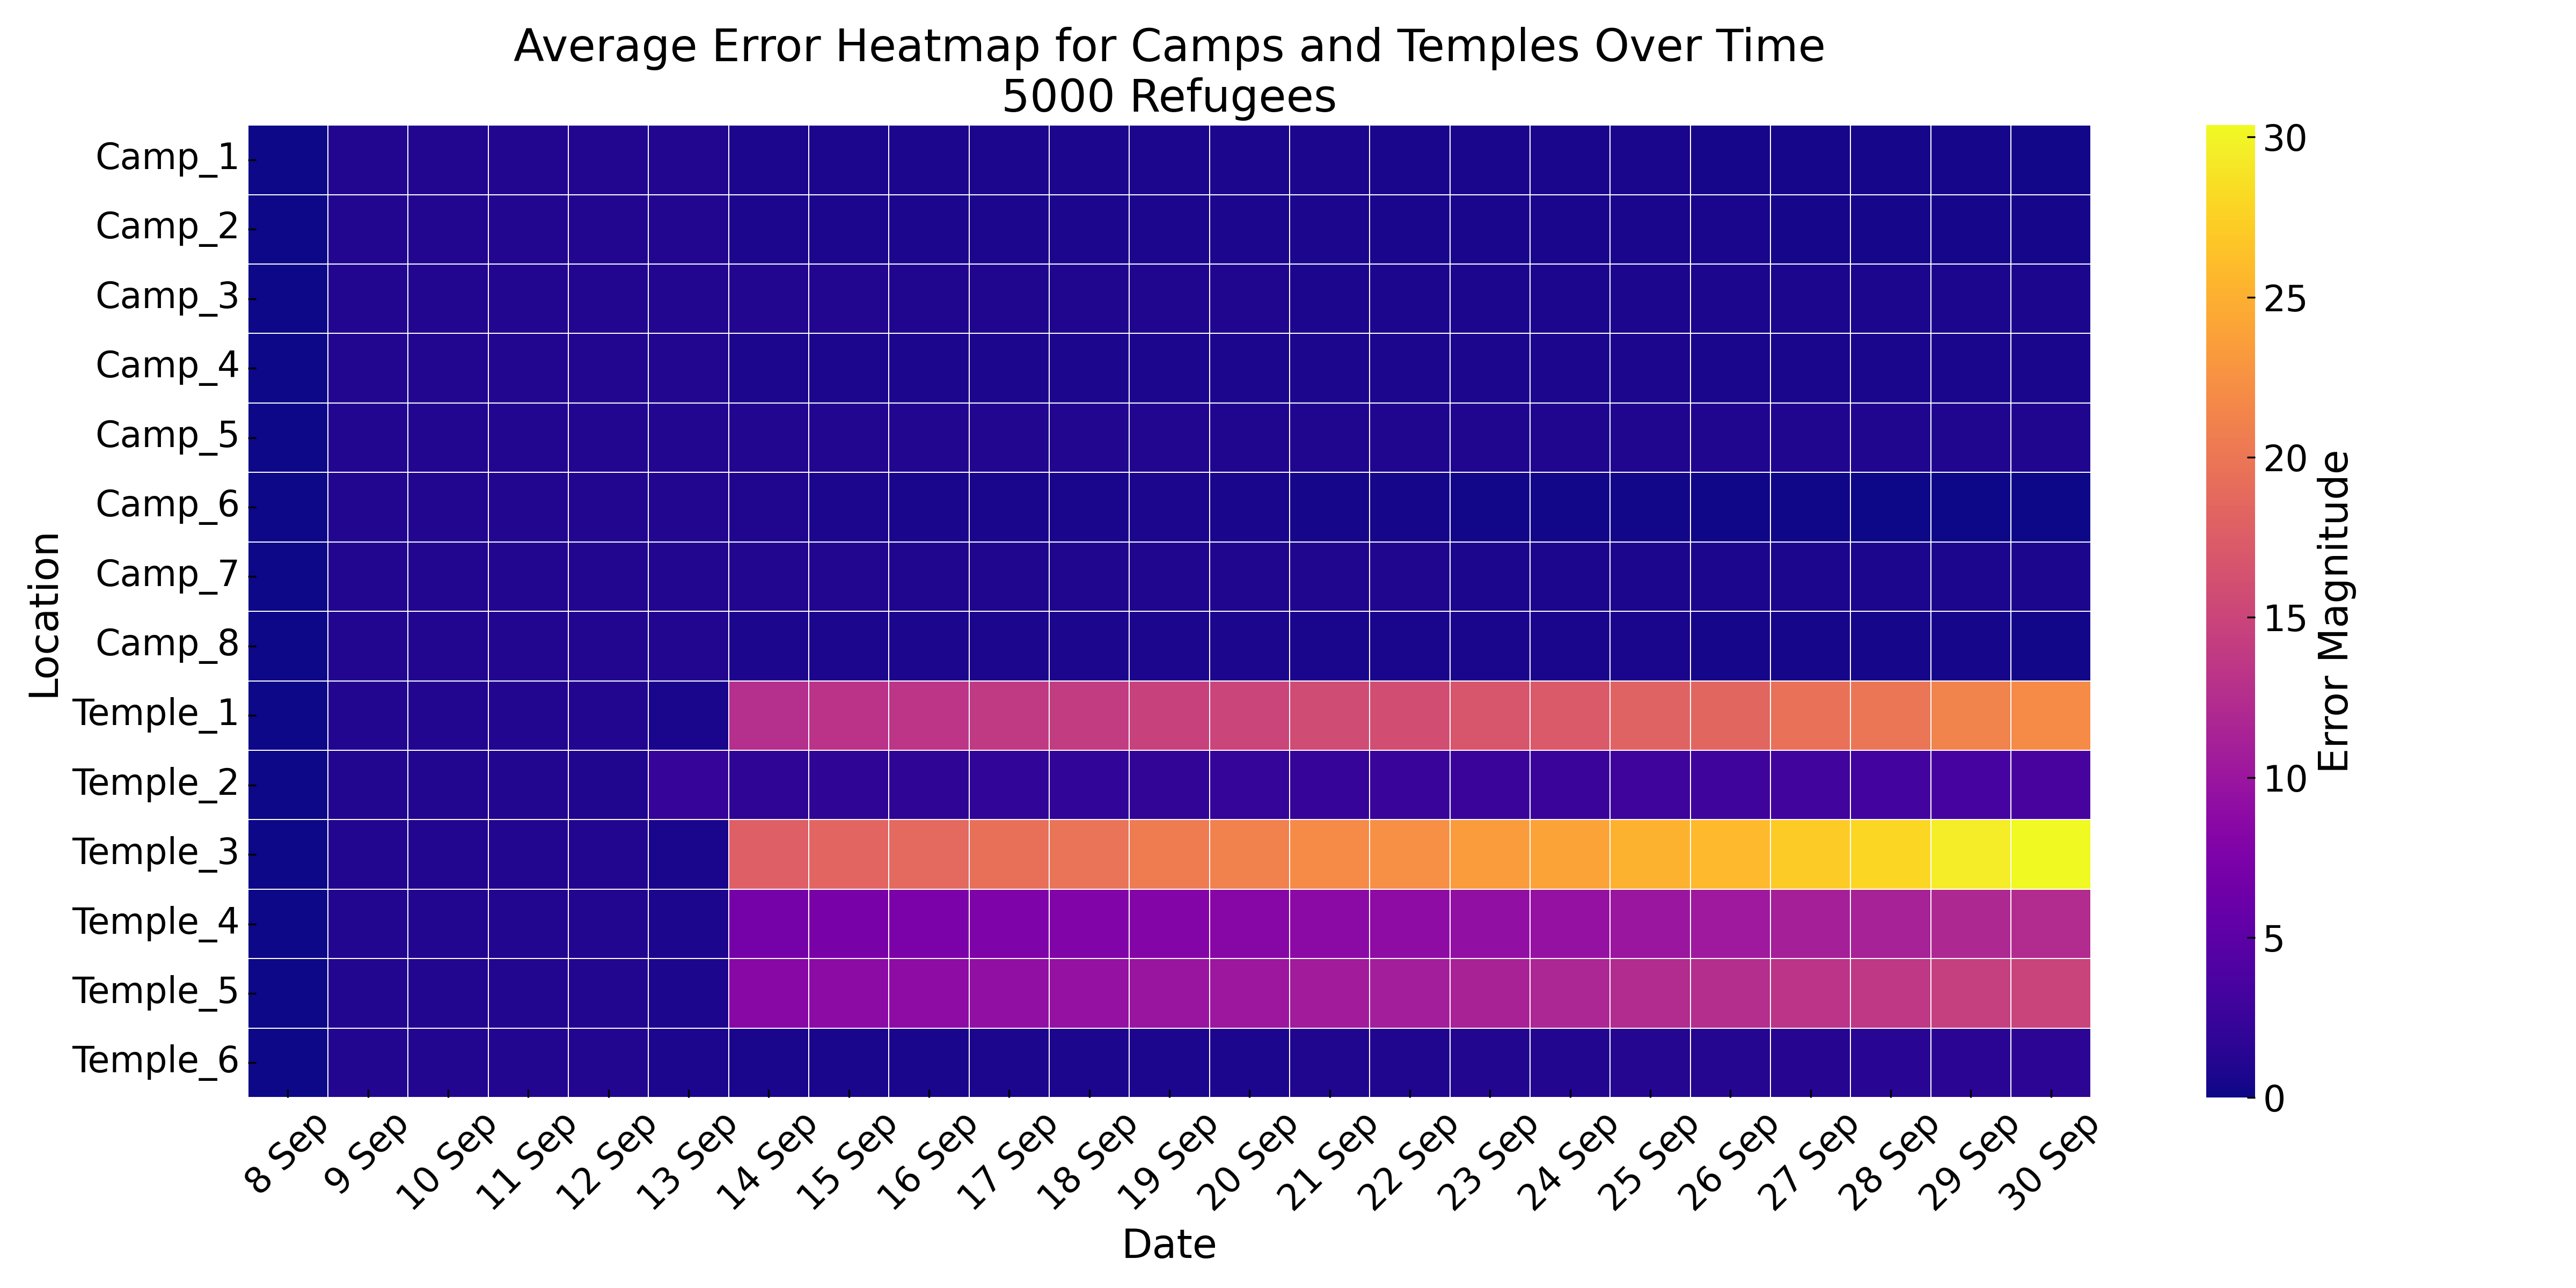 Average Error Heatmap for Camps and Temples Over Time
5000 Refugees
Location
Camp_1
Camp_2
Camp_3
Camp_4
Camp_5
Camp_6
Camp_7
Camp_8
Temple_1
Temple_2
Temple_3
Temple_4
Temple_5
Temple_6
8 Sep
9 Sep
10 Sep
11 Sep
12 Sep
13 Sep
14 Sep
15 Sep
16 Sep
17 Sep
18 Sep
19 Sep
20 Sep
21 Sep
22 Sep
23 Sep
24 Sep
25 Sep
26 Sep
27 Sep
28 Sep
29 Sep
30 Sep
Date
30
25
20
15
10
5
0
Error Magnitude